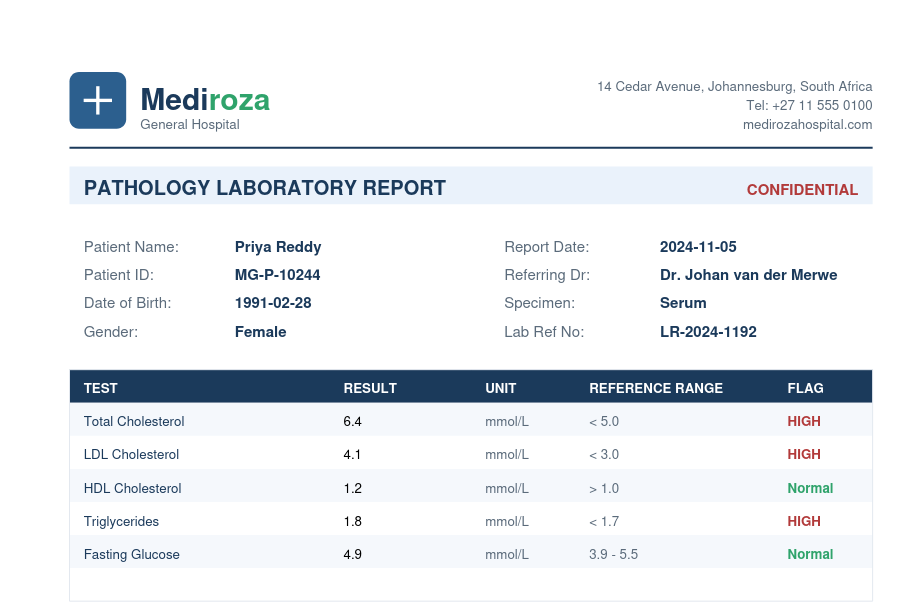 Mediroza
General Hospital
14 Cedar Avenue, Johannesburg, South Africa
Tel: +27 11 555 0100
medirozahospital.com
PATHOLOGY LABORATORY REPORT CONFIDENTIAL
Patient Name: Priya Reddy Report Date: 2024-11-05
Patient ID: MG-P-10244 Referring Dr: Dr. Johan van der Merwe
Date of Birth: 1991-02-28 Specimen: Serum
Gender: Female Lab Ref No: LR-2024-1192
TEST RESULT UNIT REFERENCE RANGE FLAG
Total Cholesterol 6.4 mmol/L < 5.0 HIGH
LDL Cholesterol 4.1 mmol/L < 3.0 HIGH
HDL Cholesterol 1.2 mmol/L > 1.0 Normal
Triglycerides 1.8 mmol/L < 1.7 HIGH
Fasting Glucose 4.9 mmol/L 3.9 - 5.5 Normal